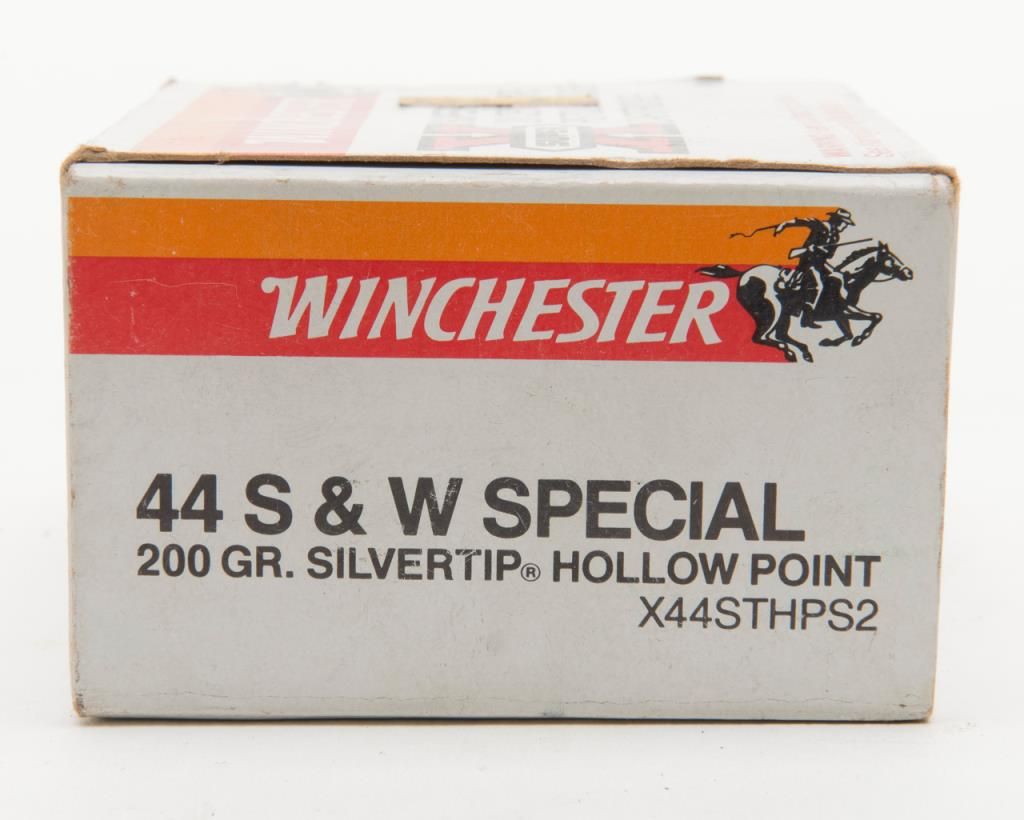 WINCHESTER
44 S & W SPECIAL
200 GR. SILVERTIP® HOLLOW POINT
X44STHPS2